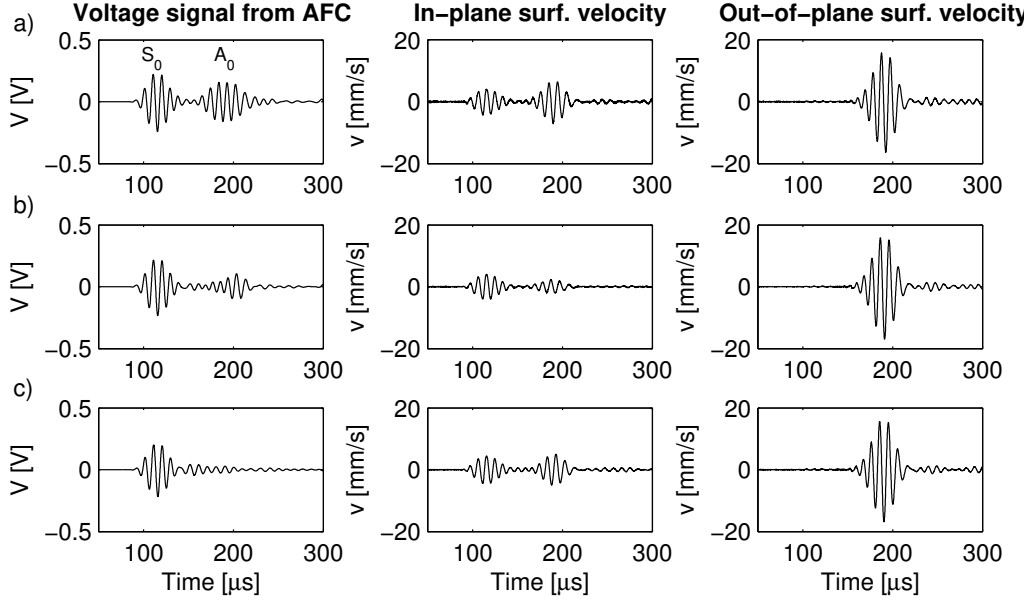 Voltage signal from AFC In−plane surf. velocity Out−of−plane surf. velocity
a)
0.5 20 20
S0 A0
V [V] 0 v [mm/s] 0 v [mm/s] 0
−0.5 −20 −20
100 200 300 100 200 300 100 200 300
b)
0.5 20 20
V [V] 0 v [mm/s] 0 v [mm/s] 0
−0.5 −20 −20
100 200 300 100 200 300 100 200 300
c)
0.5 20 20
V [V] 0 v [mm/s] 0 v [mm/s] 0
−0.5 −20 −20
100 200 300 100 200 300 100 200 300
Time [μs] Time [μs] Time [μs]